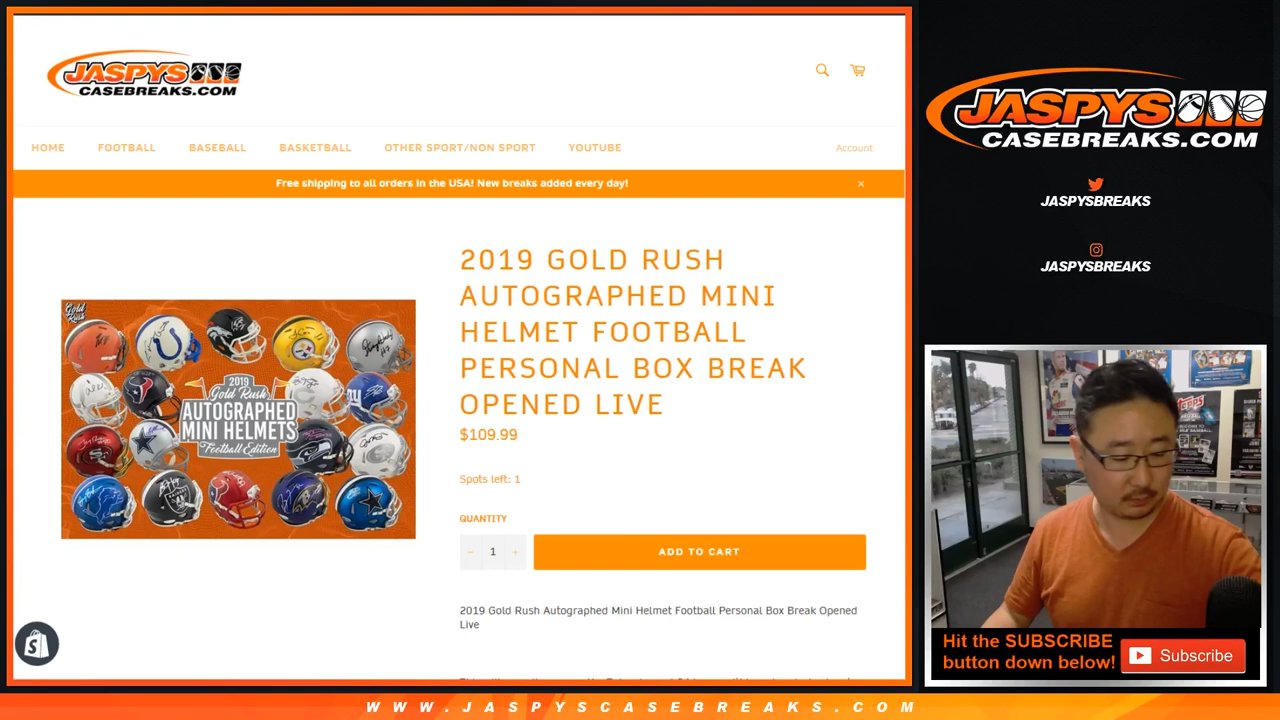 JASPYS
CASEBREAKS.COM
HOME
FOOTBALL
BASEBALL
BASKETBALL
OTHER SPORT/NON SPORT
YOUTUBE
Account
Free shipping to all orders in the USA! New breaks added every day!
×
2019 GOLD RUSH
AUTOGRAPHED MINI
HELMET FOOTBALL
PERSONAL BOX BREAK
OPENED LIVE
$109.99
Spots left: 1
QUANTITY
− 1 +
ADD TO CART
2019 Gold Rush Autographed Mini Helmet Football Personal Box Break Opened
Live
Gold
Rush
2019
Gold Rush
AUTOGRAPHED
MINI HELMETS
Football Edition
JASPYS
CASEBREAKS.COM
JASPYSBREAKS
JASPYSBREAKS
TOPPS
Hit the SUBSCRIBE
button down below!
Subscribe
WWW.JASPYSCASEBREAKS.COM